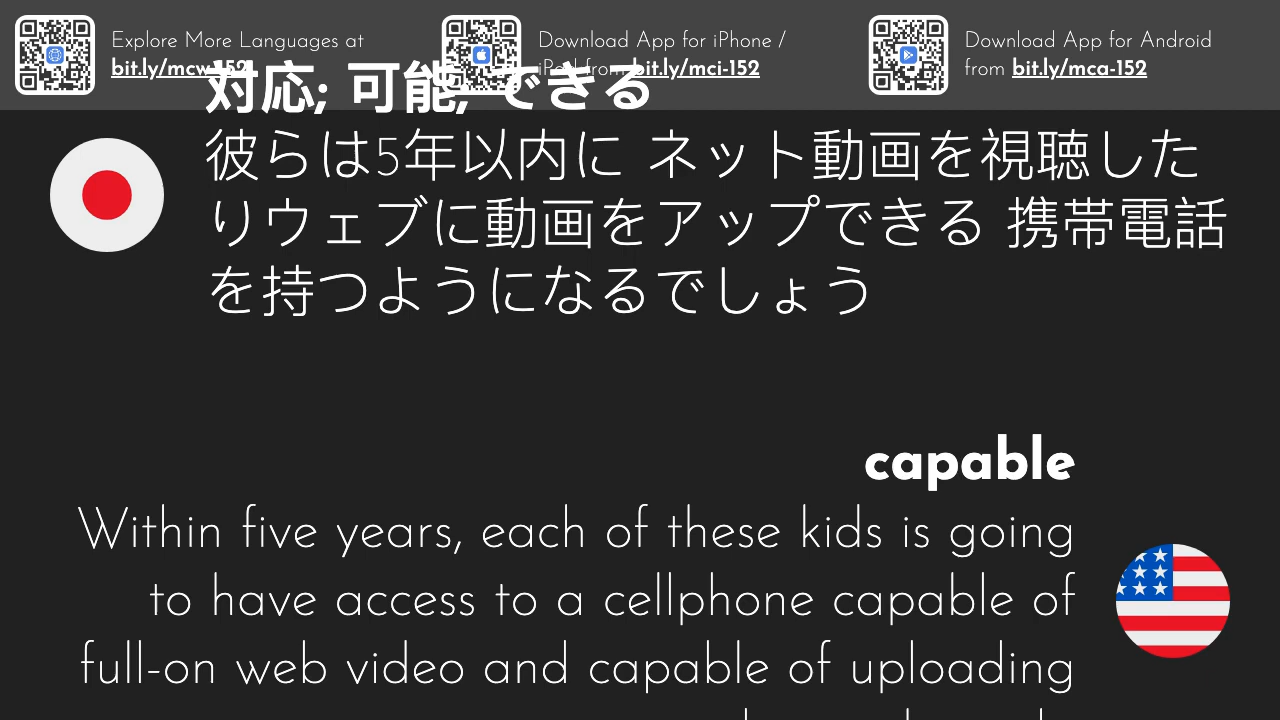 Explore More Languages at
bit.ly/mcw-152
Download App for iPhone /
iPad from bit.ly/mci-152
Download App for Android
from bit.ly/mca-152
対応; 可能; できる
彼らは5年以内に ネット動画を視聴した
りウェブに動画をアップできる 携帯電話
を持つようになるでしょう
capable
Within five years, each of these kids is going
to have access to a cellphone capable of
full-on web video and capable of uploading